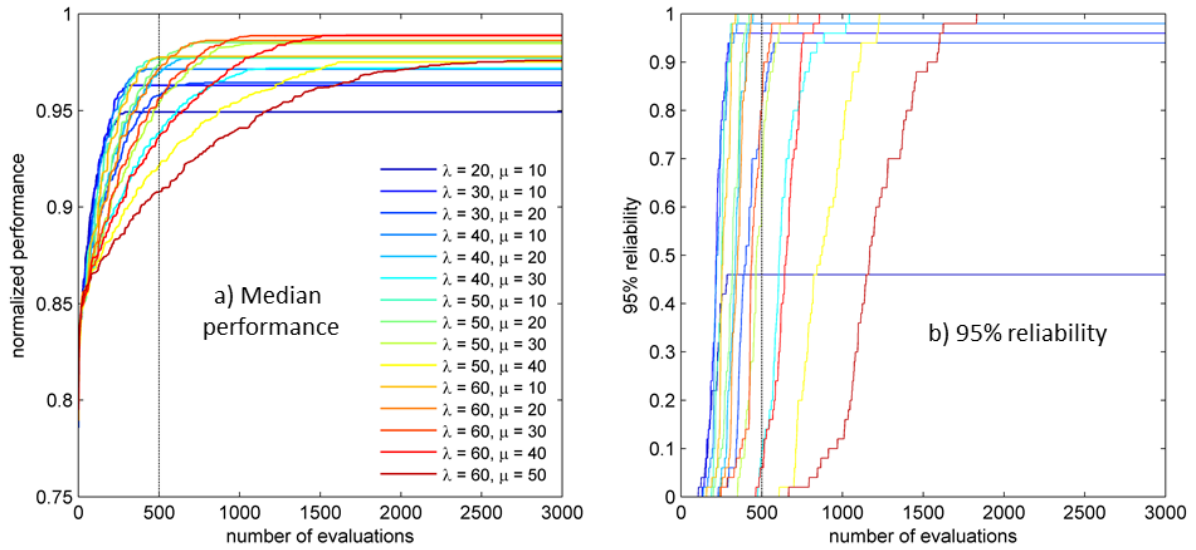 1
0.95
0.9
0.85
0.8
0.75
normalized performance
a) Median
performance
λ = 20, μ = 10
λ = 30, μ = 10
λ = 30, μ = 20
λ = 40, μ = 10
λ = 40, μ = 20
λ = 40, μ = 30
λ = 50, μ = 10
λ = 50, μ = 20
λ = 50, μ = 30
λ = 50, μ = 40
λ = 60, μ = 10
λ = 60, μ = 20
λ = 60, μ = 30
λ = 60, μ = 40
λ = 60, μ = 50
0 500 1000 1500 2000 2500 3000
number of evaluations
1
0.9
0.8
0.7
0.6
0.5
0.4
0.3
0.2
0.1
0
95% reliability
b) 95% reliability
0 500 1000 1500 2000 2500 3000
number of evaluations